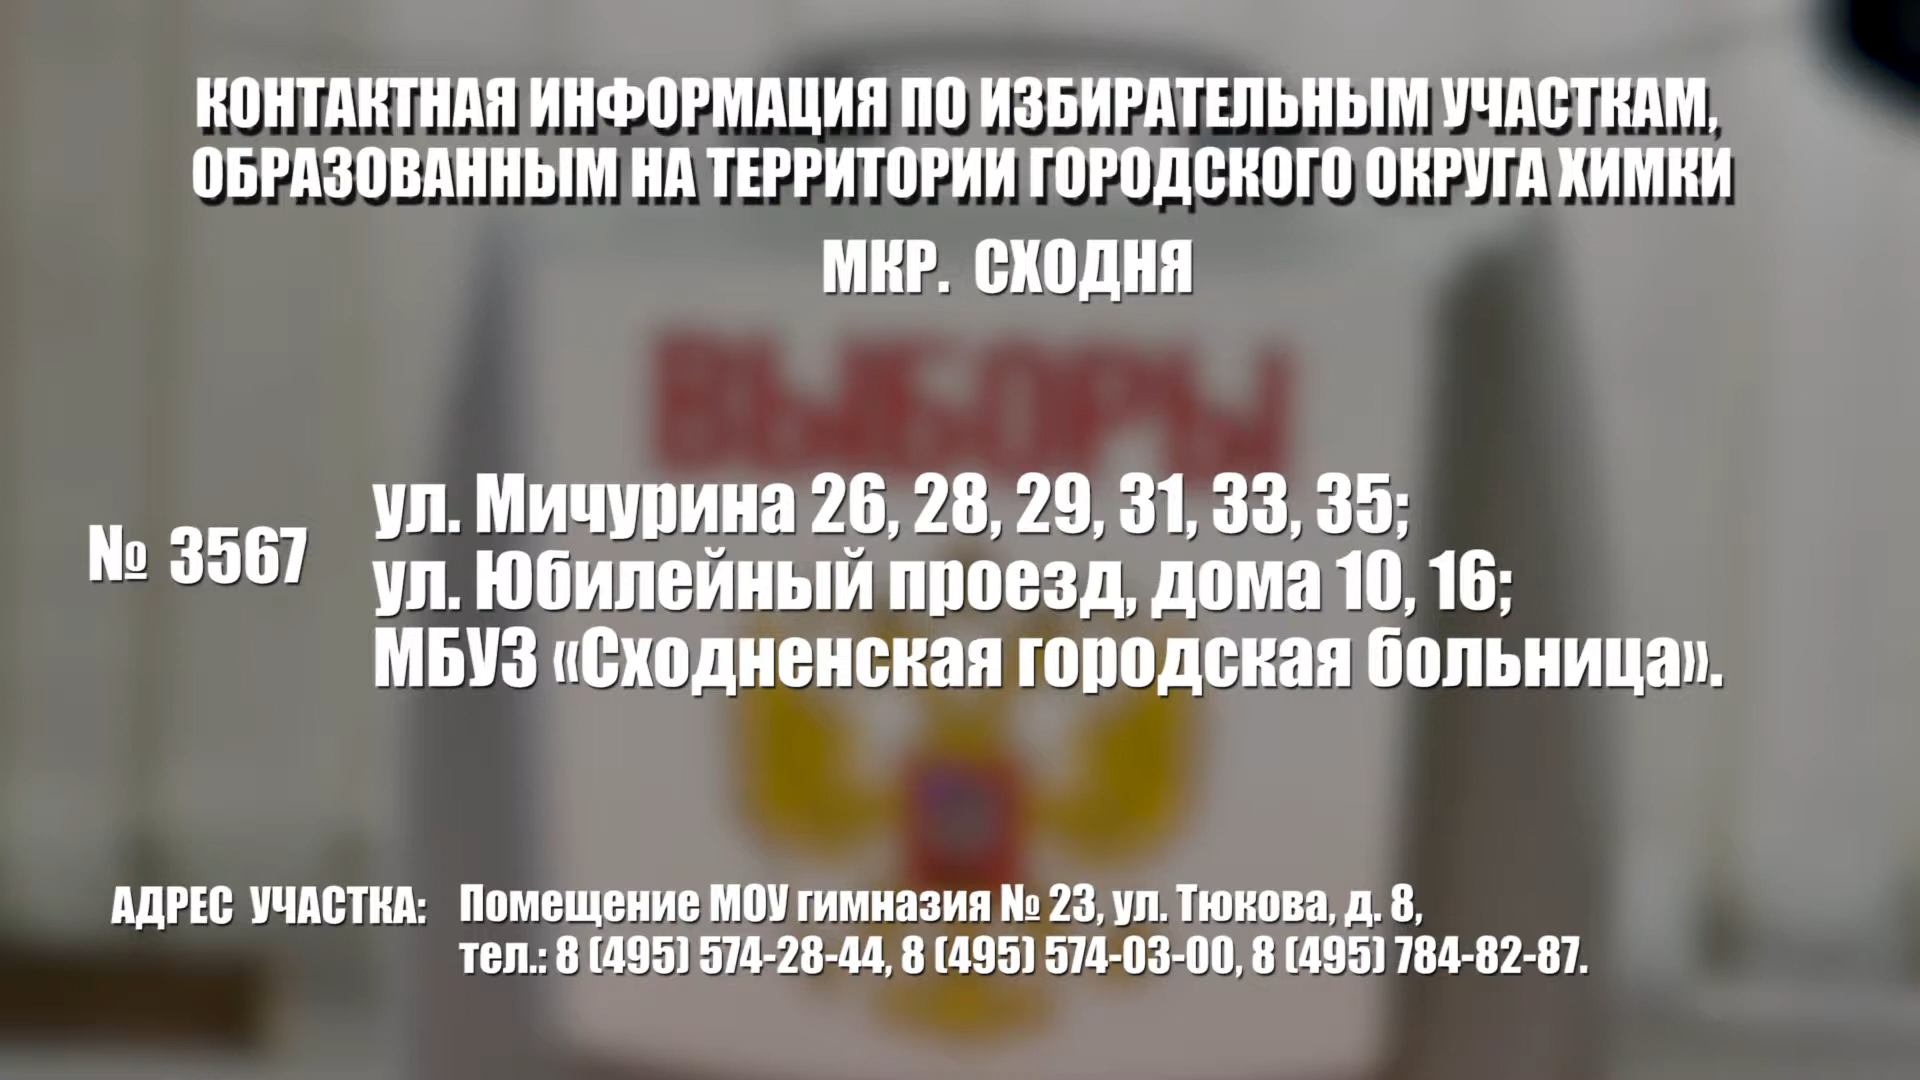 КОНТАКТНАЯ ИНФОРМАЦИЯ ПО ИЗБИРАТЕЛЬНЫМ УЧАСТКАМ,
ОБРАЗОВАННЫМ НА ТЕРРИТОРИИ ГОРОДСКОГО ОКРУГА ХИМКИ
МКР. СХОДНЯ
ВЫБОРЫ
№ 3567
ул. Мичурина 26, 28, 29, 31, 33, 35;
ул. Юбилейный проезд, дома 10, 16;
МБУЗ «Сходненская городская больница».
АДРЕС УЧАСТКА: Помещение МОУ гимназия № 23, ул. Тюкова, д. 8,
тел.: 8 (495) 574-28-44, 8 (495) 574-03-00, 8 (495) 784-82-87.